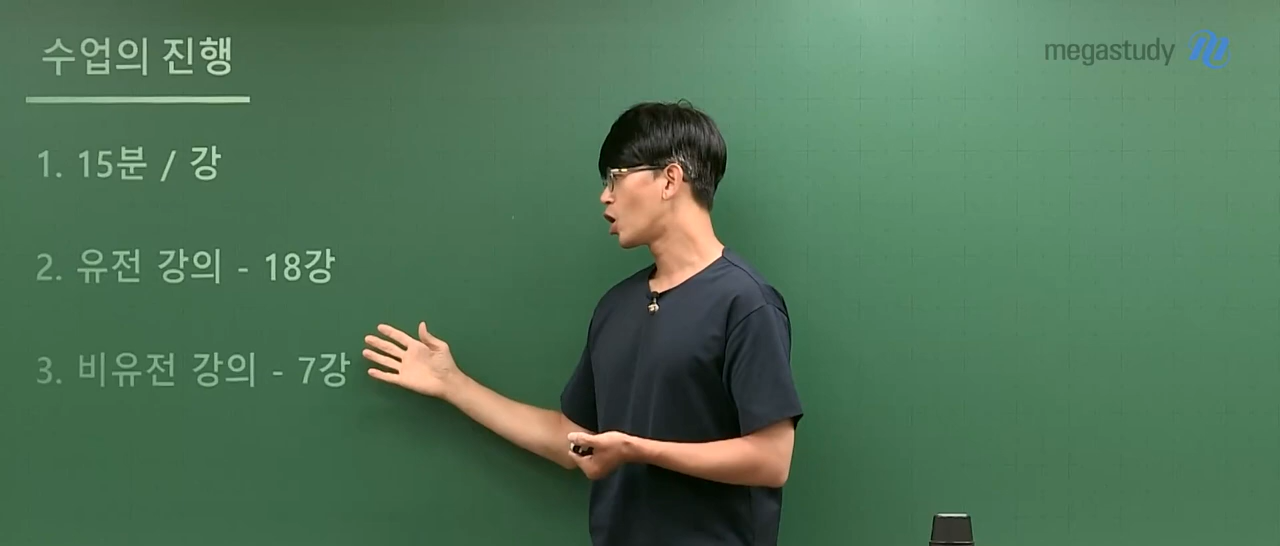 수업의 진행
megastudy
1. 15분 / 강
2. 유전 강의 - 18강
3. 비유전 강의 - 7강